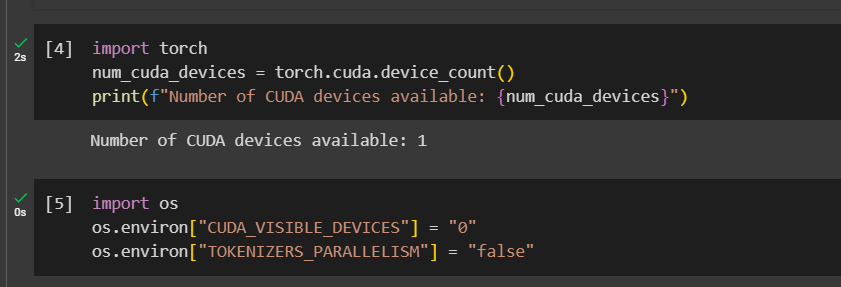 [4] import torch
2s
num_cuda_devices = torch.cuda.device_count()
print(f"Number of CUDA devices available: {num_cuda_devices}")
Number of CUDA devices available: 1
[5] import os
0s
os.environ["CUDA_VISIBLE_DEVICES"] = "0"
os.environ["TOKENIZERS_PARALLELISM"] = "false"